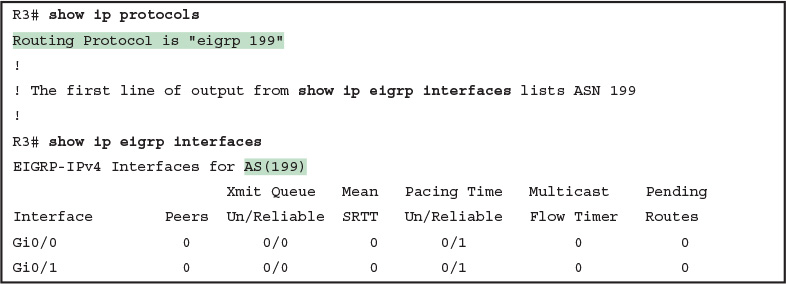 R3# show ip protocols
Routing Protocol is "eigrp 199"
!
! The first line of output from show ip eigrp interfaces lists ASN 199
!
R3# show ip eigrp interfaces
EIGRP-IPv4 Interfaces for AS(199)
Xmit Queue Mean Pacing Time Multicast Pending
Interface Peers Un/Reliable SRTT Un/Reliable Flow Timer Routes
Gi0/0 0 0/0 0 0/1 0 0
Gi0/1 0 0/0 0 0/1 0 0